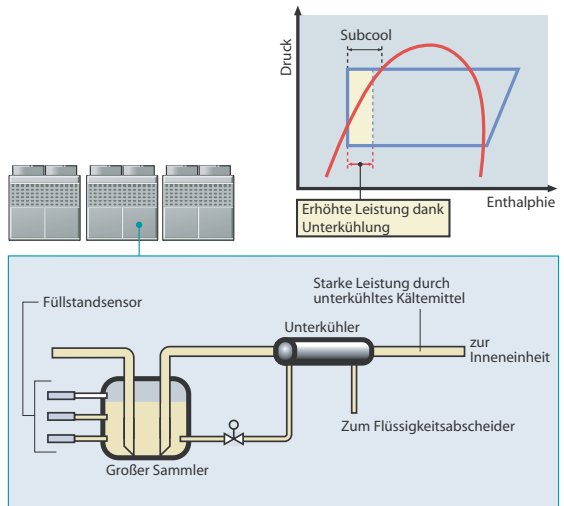 Subcool
Druck
Enthalphie
Erhöhte Leistung dank
Unterkühlung
Füllstandsensor
Starke Leistung durch
unterkühltes Kältemittel
Unterkühler
zur
Inneneinheit
Zum Flüssigkeitsabscheider
Großer Sammler